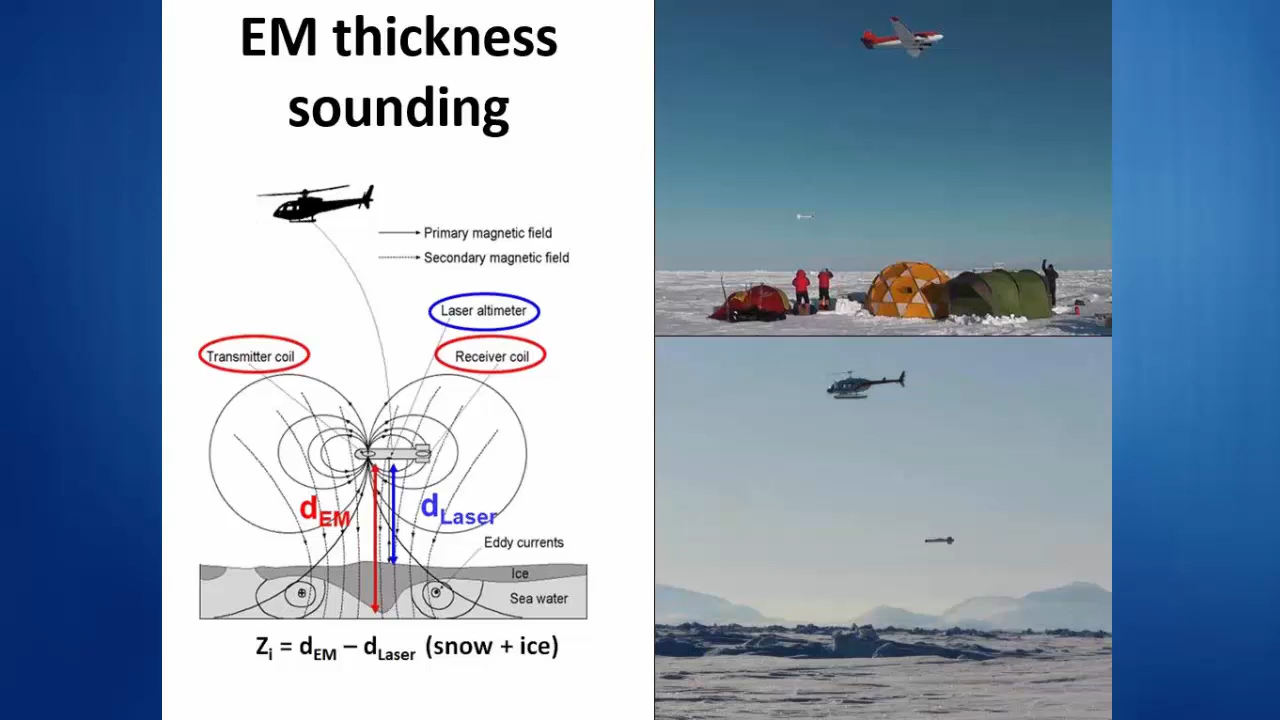 EM thickness
sounding
Primary magnetic field
Secondary magnetic field
Laser altimeter
Transmitter coil
Receiver coil
dEM
dLaser
Eddy currents
Ice
Sea water
Zi = dEM – dLaser (snow + ice)